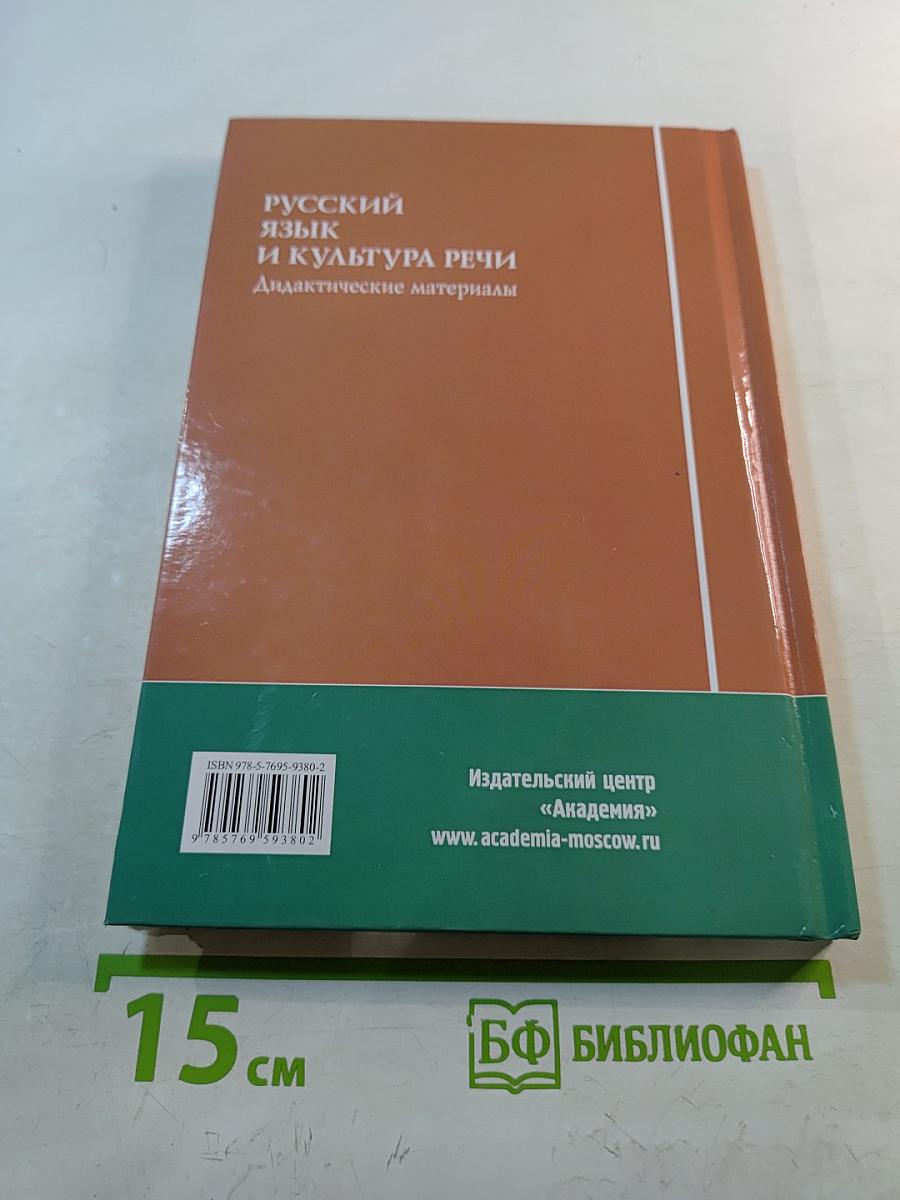 РУССКИЙ
ЯЗЫК
И КУЛЬТУРА РЕЧИ
Дидактические материалы
ISBN 978-5-7695-9380-2
9 785769 593802
Издательский центр
«Академия»
www.academia-moscow.ru
15 см
БФ БИБЛИОФАН